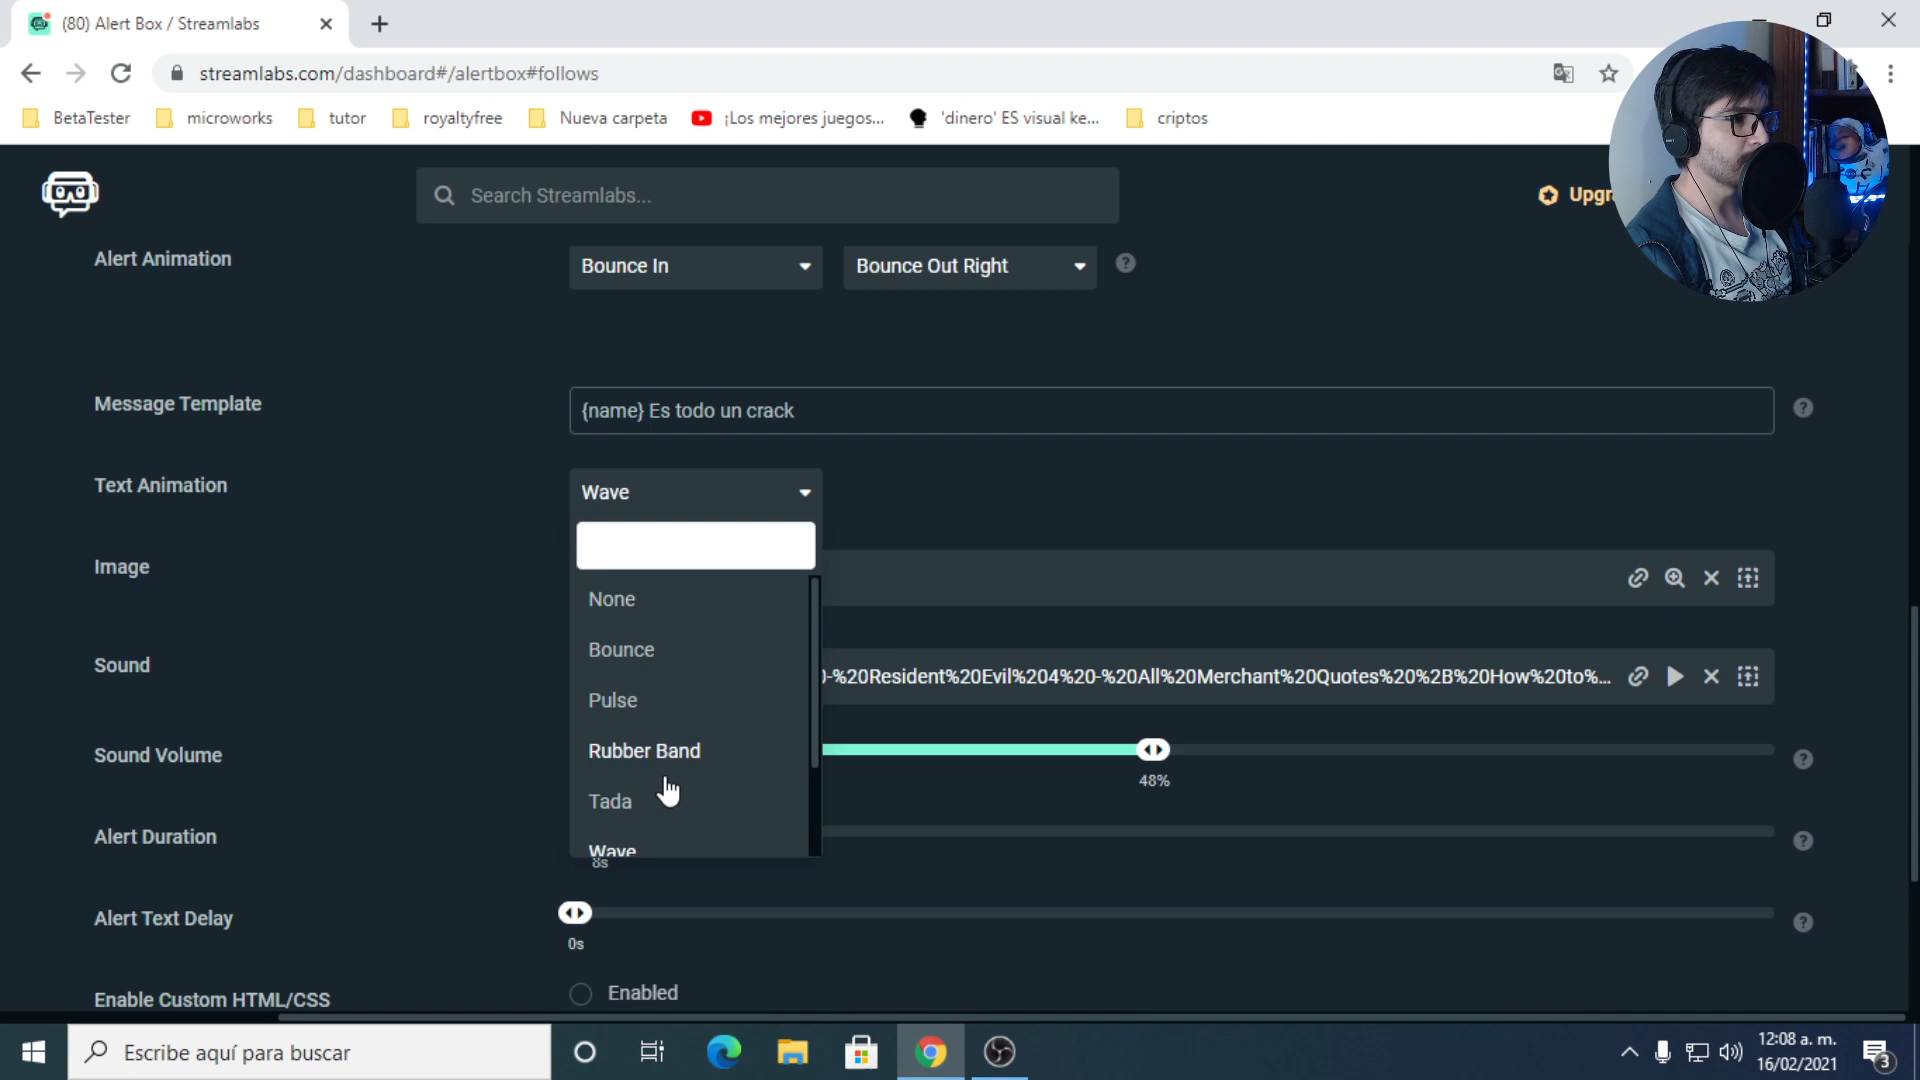 (80) Alert Box / Streamlabs
streamlabs.com/dashboard#/alertbox#follows
BetaTester
microworks
tutor
royaltyfree
Nueva carpeta
¡Los mejores juegos...
'dinero' ES visual ke...
criptos
Search Streamlabs...
Upgr
Alert Animation
Bounce In
Bounce Out Right
Message Template
{name} Es todo un crack
Text Animation
Wave
Image
None
Bounce
Sound
)-%20Resident%20Evil%204%20-%20All%20Merchant%20Quotes%20%2B%20How%20to%...
Pulse
Sound Volume
Rubber Band
48%
Tada
Alert Duration
Wave
8s
Alert Text Delay
0s
Enable Custom HTML/CSS
Enabled
Escribe aquí para buscar
12:08 a. m.
16/02/2021
3